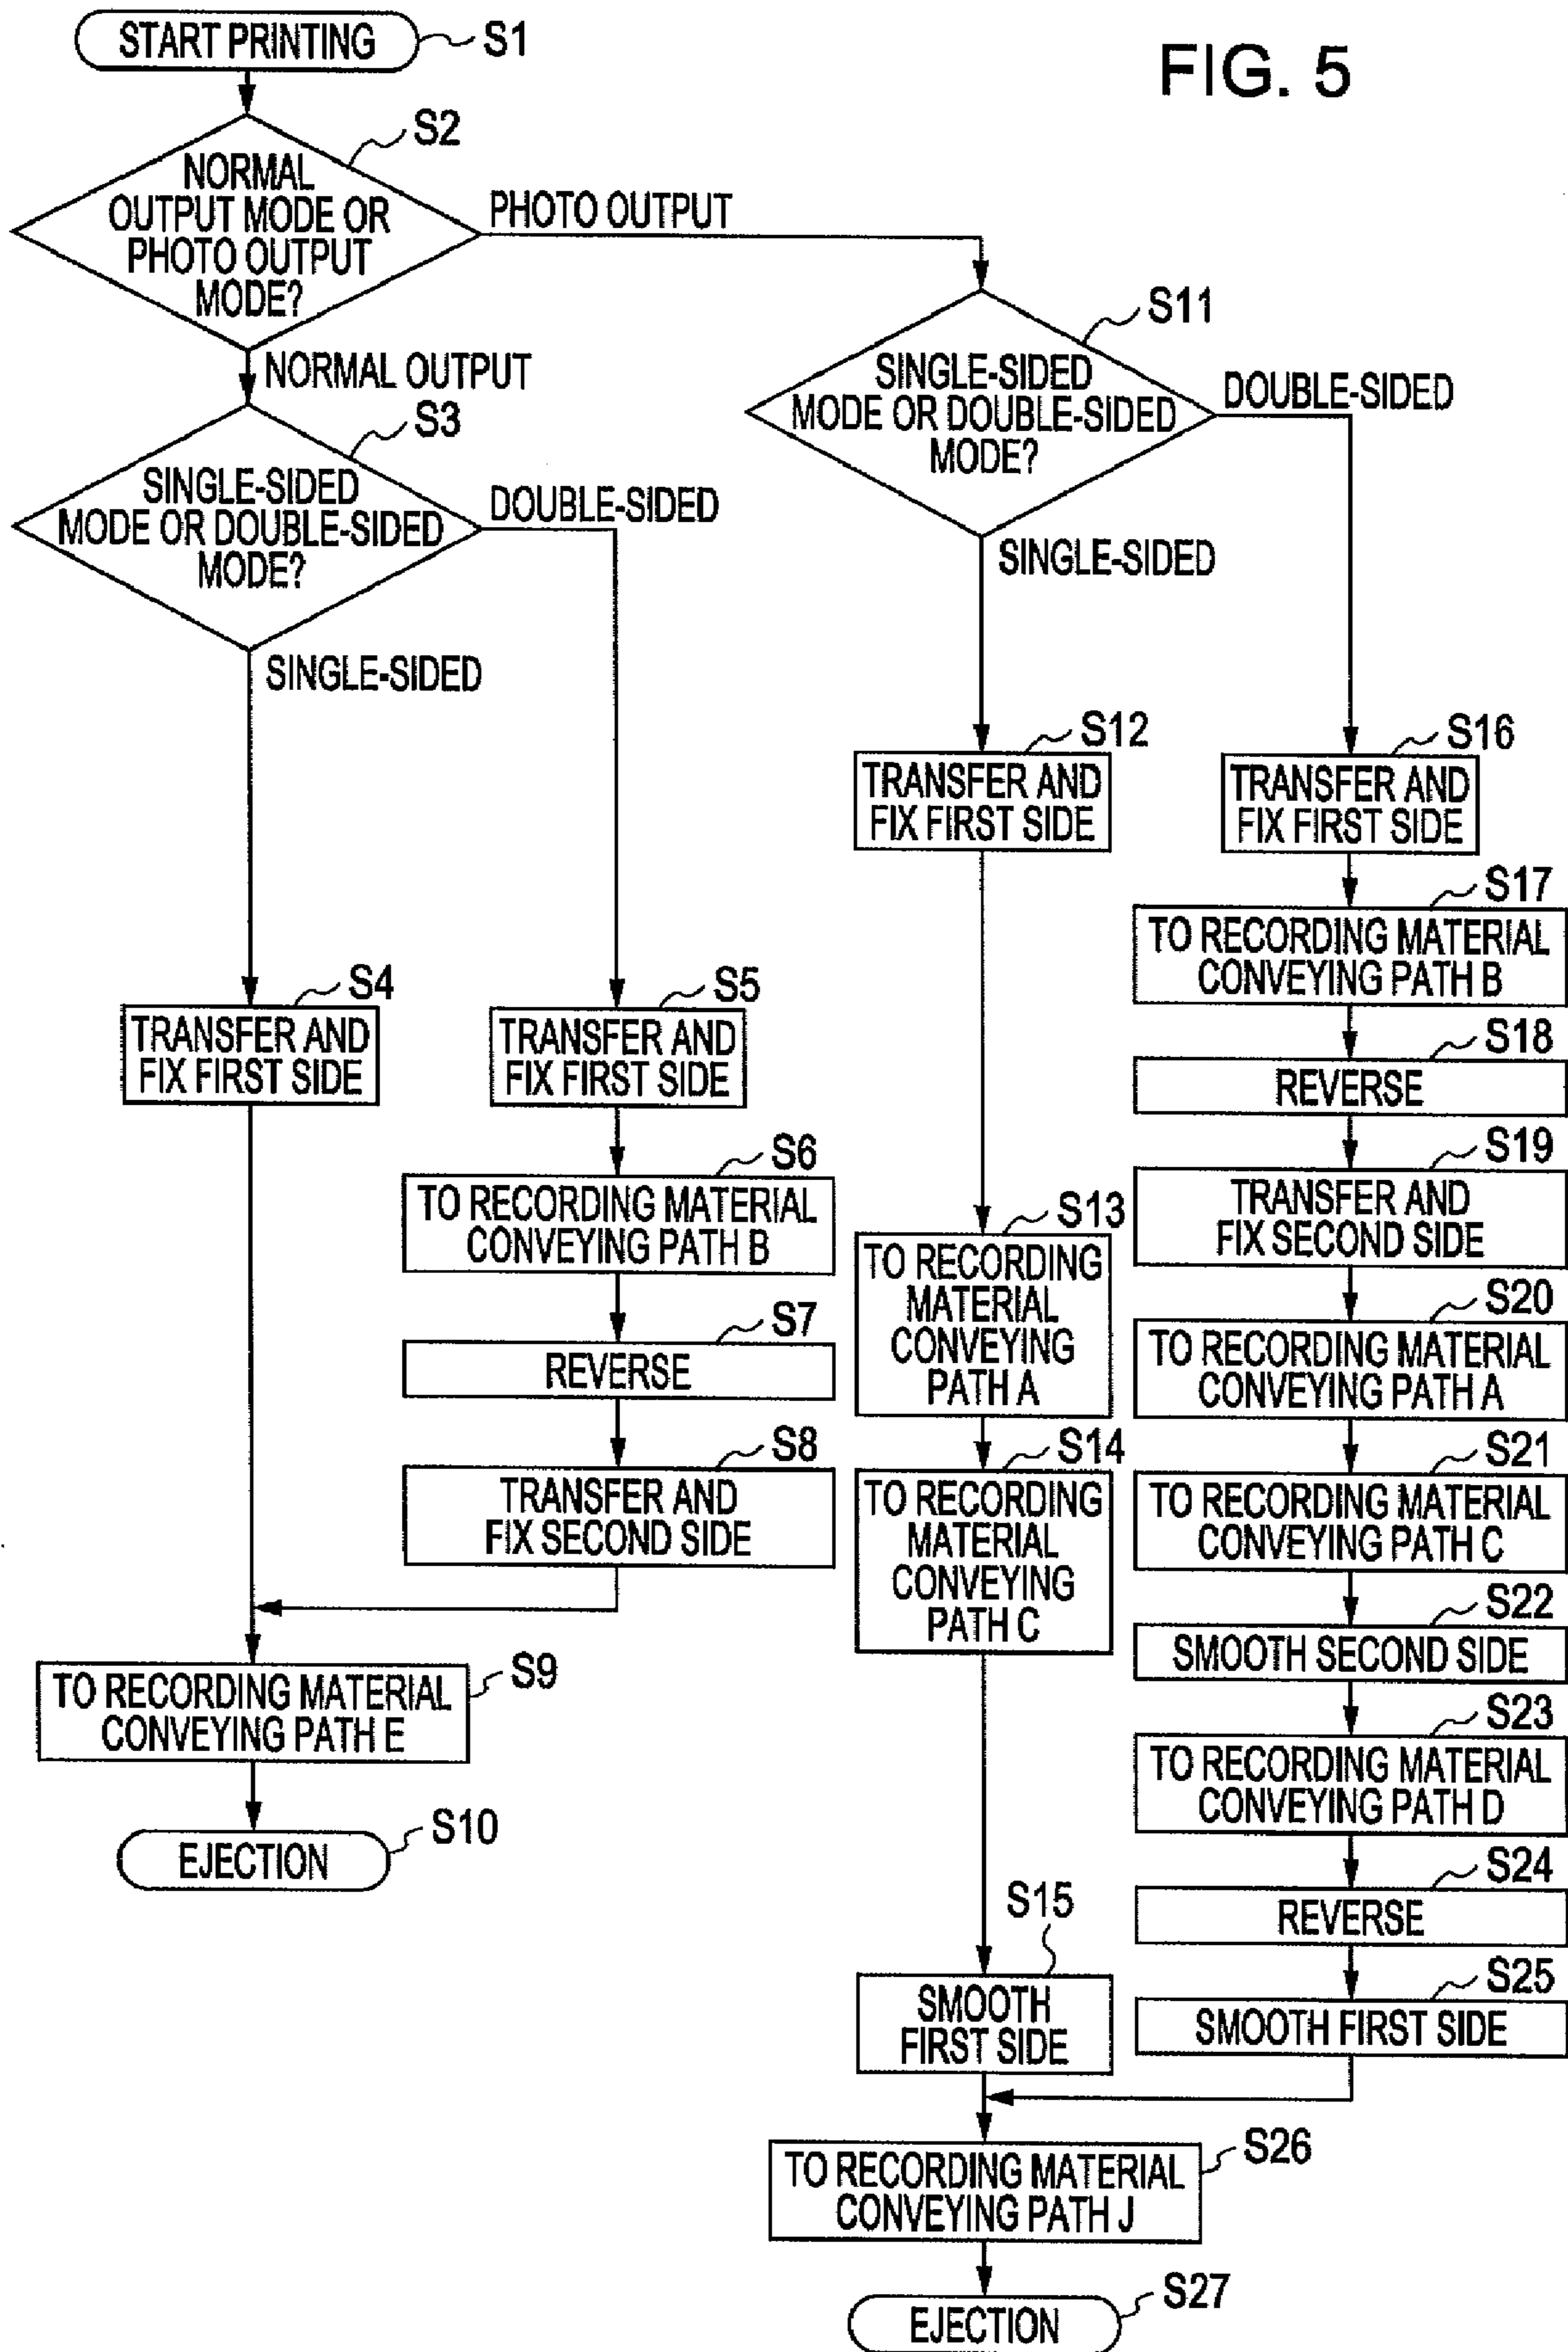 FIG. 5
START PRINTING
S1
S2
NORMAL
OUTPUT MODE OR
PHOTO OUTPUT
MODE?
PHOTO OUTPUT
NORMAL OUTPUT
S3
SINGLE-SIDED
MODE OR DOUBLE-SIDED
MODE?
DOUBLE-SIDED
SINGLE-SIDED
S4
TRANSFER AND
FIX FIRST SIDE
S5
TRANSFER AND
FIX FIRST SIDE
S6
TO RECORDING MATERIAL
CONVEYING PATH B
S7
REVERSE
S8
TRANSFER AND
FIX SECOND SIDE
S9
TO RECORDING MATERIAL
CONVEYING PATH E
S10
EJECTION
S11
SINGLE-SIDED
MODE OR DOUBLE-SIDED
MODE?
DOUBLE-SIDED
SINGLE-SIDED
S12
TRANSFER AND
FIX FIRST SIDE
S13
TO RECORDING
MATERIAL
CONVEYING
PATH A
S14
TO RECORDING
MATERIAL
CONVEYING
PATH C
S15
SMOOTH
FIRST SIDE
S16
TRANSFER AND
FIX FIRST SIDE
S17
TO RECORDING MATERIAL
CONVEYING PATH B
S18
REVERSE
S19
TRANSFER AND
FIX SECOND SIDE
S20
TO RECORDING MATERIAL
CONVEYING PATH A
S21
TO RECORDING MATERIAL
CONVEYING PATH C
S22
SMOOTH SECOND SIDE
S23
TO RECORDING MATERIAL
CONVEYING PATH D
S24
REVERSE
S25
SMOOTH FIRST SIDE
S26
TO RECORDING MATERIAL
CONVEYING PATH J
S27
EJECTION